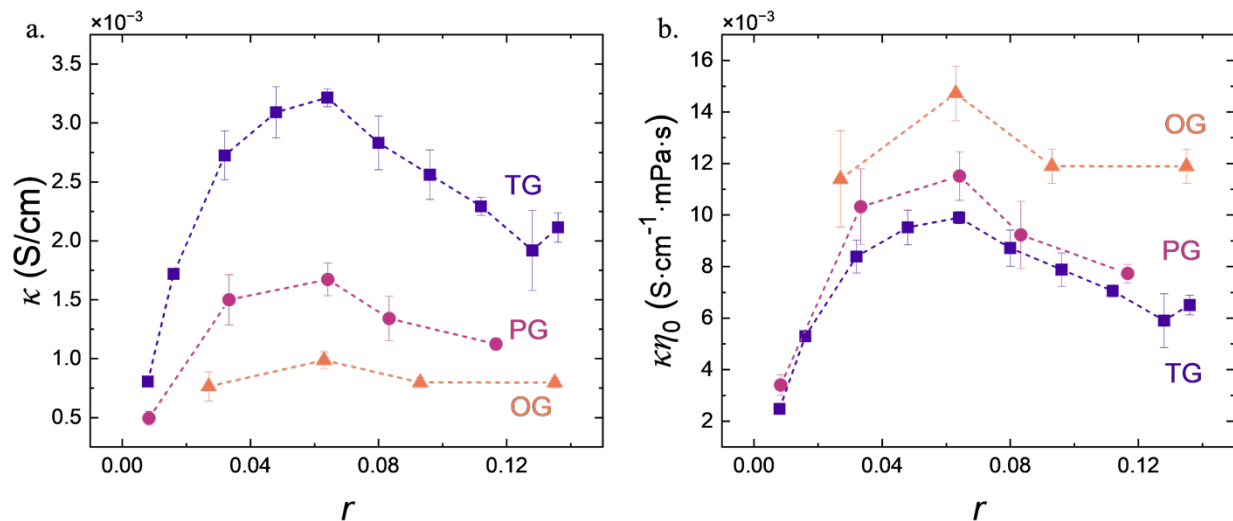 a.
×10⁻³
3.5
3.0
2.5
2.0
1.5
1.0
0.5
κ (S/cm)
TG
PG
OG
0.00 0.04 0.08 0.12
r
b.
×10⁻³
16
14
12
10
8
6
4
2
κη₀ (S·cm⁻¹·mPa·s)
OG
PG
TG
0.00 0.04 0.08 0.12
r